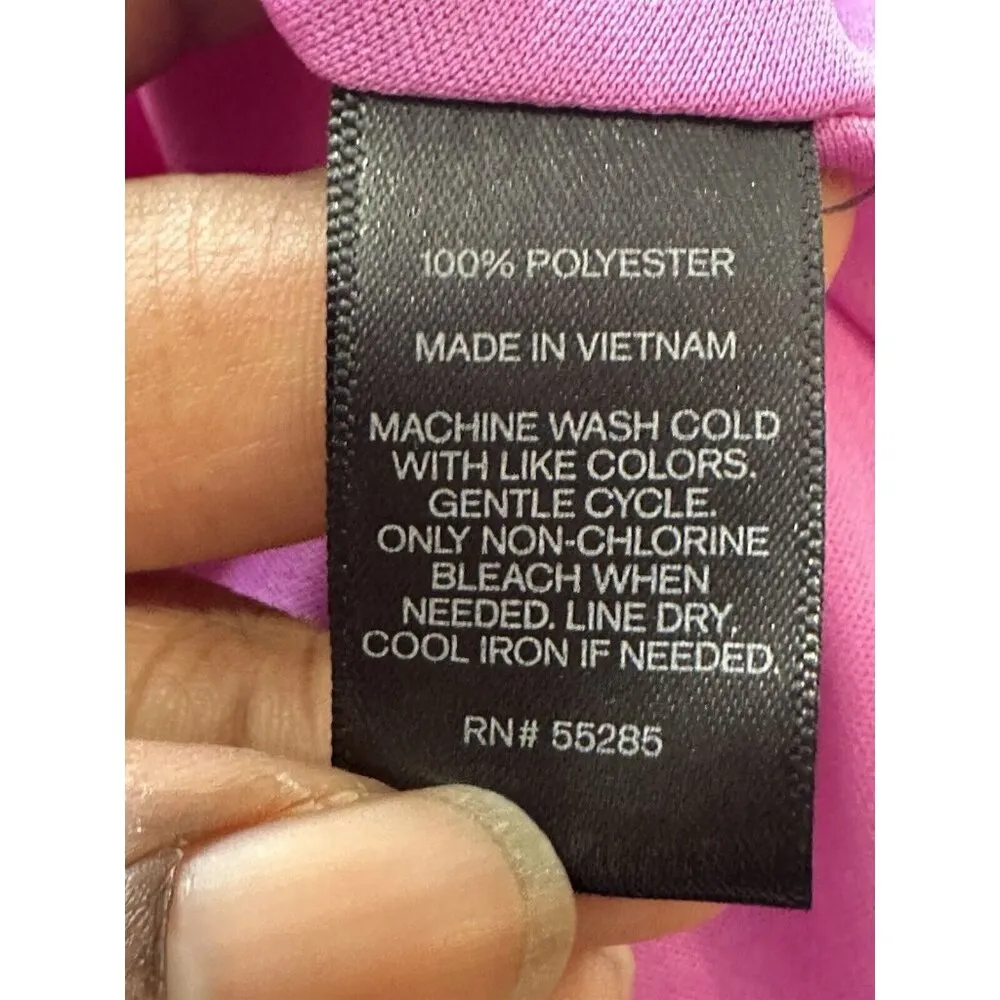 100% POLYESTER
MADE IN VIETNAM
MACHINE WASH COLD
WITH LIKE COLORS.
GENTLE CYCLE.
ONLY NON-CHLORINE
BLEACH WHEN
NEEDED. LINE DRY.
COOL IRON IF NEEDED.
RN# 55285